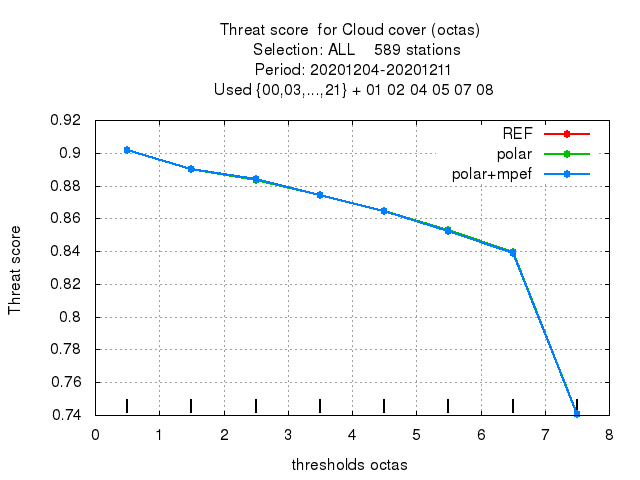 Threat score  for Cloud cover (octas)
Selection: ALL    589 stations
Period: 20201204-20201211
Used {00,03,...,21} + 01 02 04 05 07 08
REF
polar
polar+mpef
Threat score
0.92
0.9
0.88
0.86
0.84
0.82
0.8
0.78
0.76
0.74
0 1 2 3 4 5 6 7 8
thresholds octas